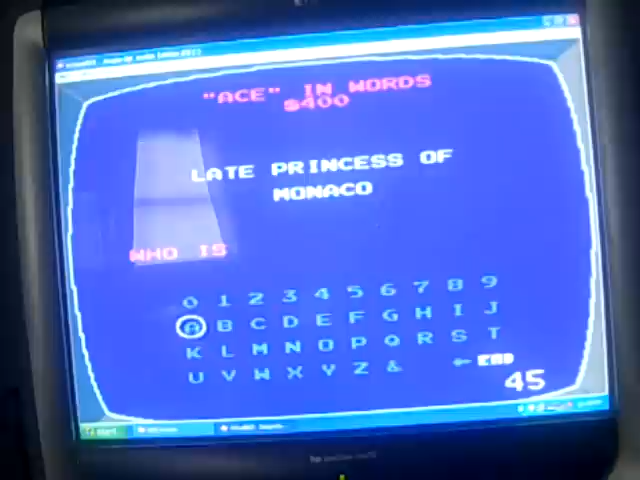 "ACE" IN WORDS
$400
LATE PRINCESS OF
MONACO
WHO IS
0 1 2 3 4 5 6 7 8 9
A B C D E F G H I J
K L M N O P Q R S T
U V W X Y Z & ← END
45
start